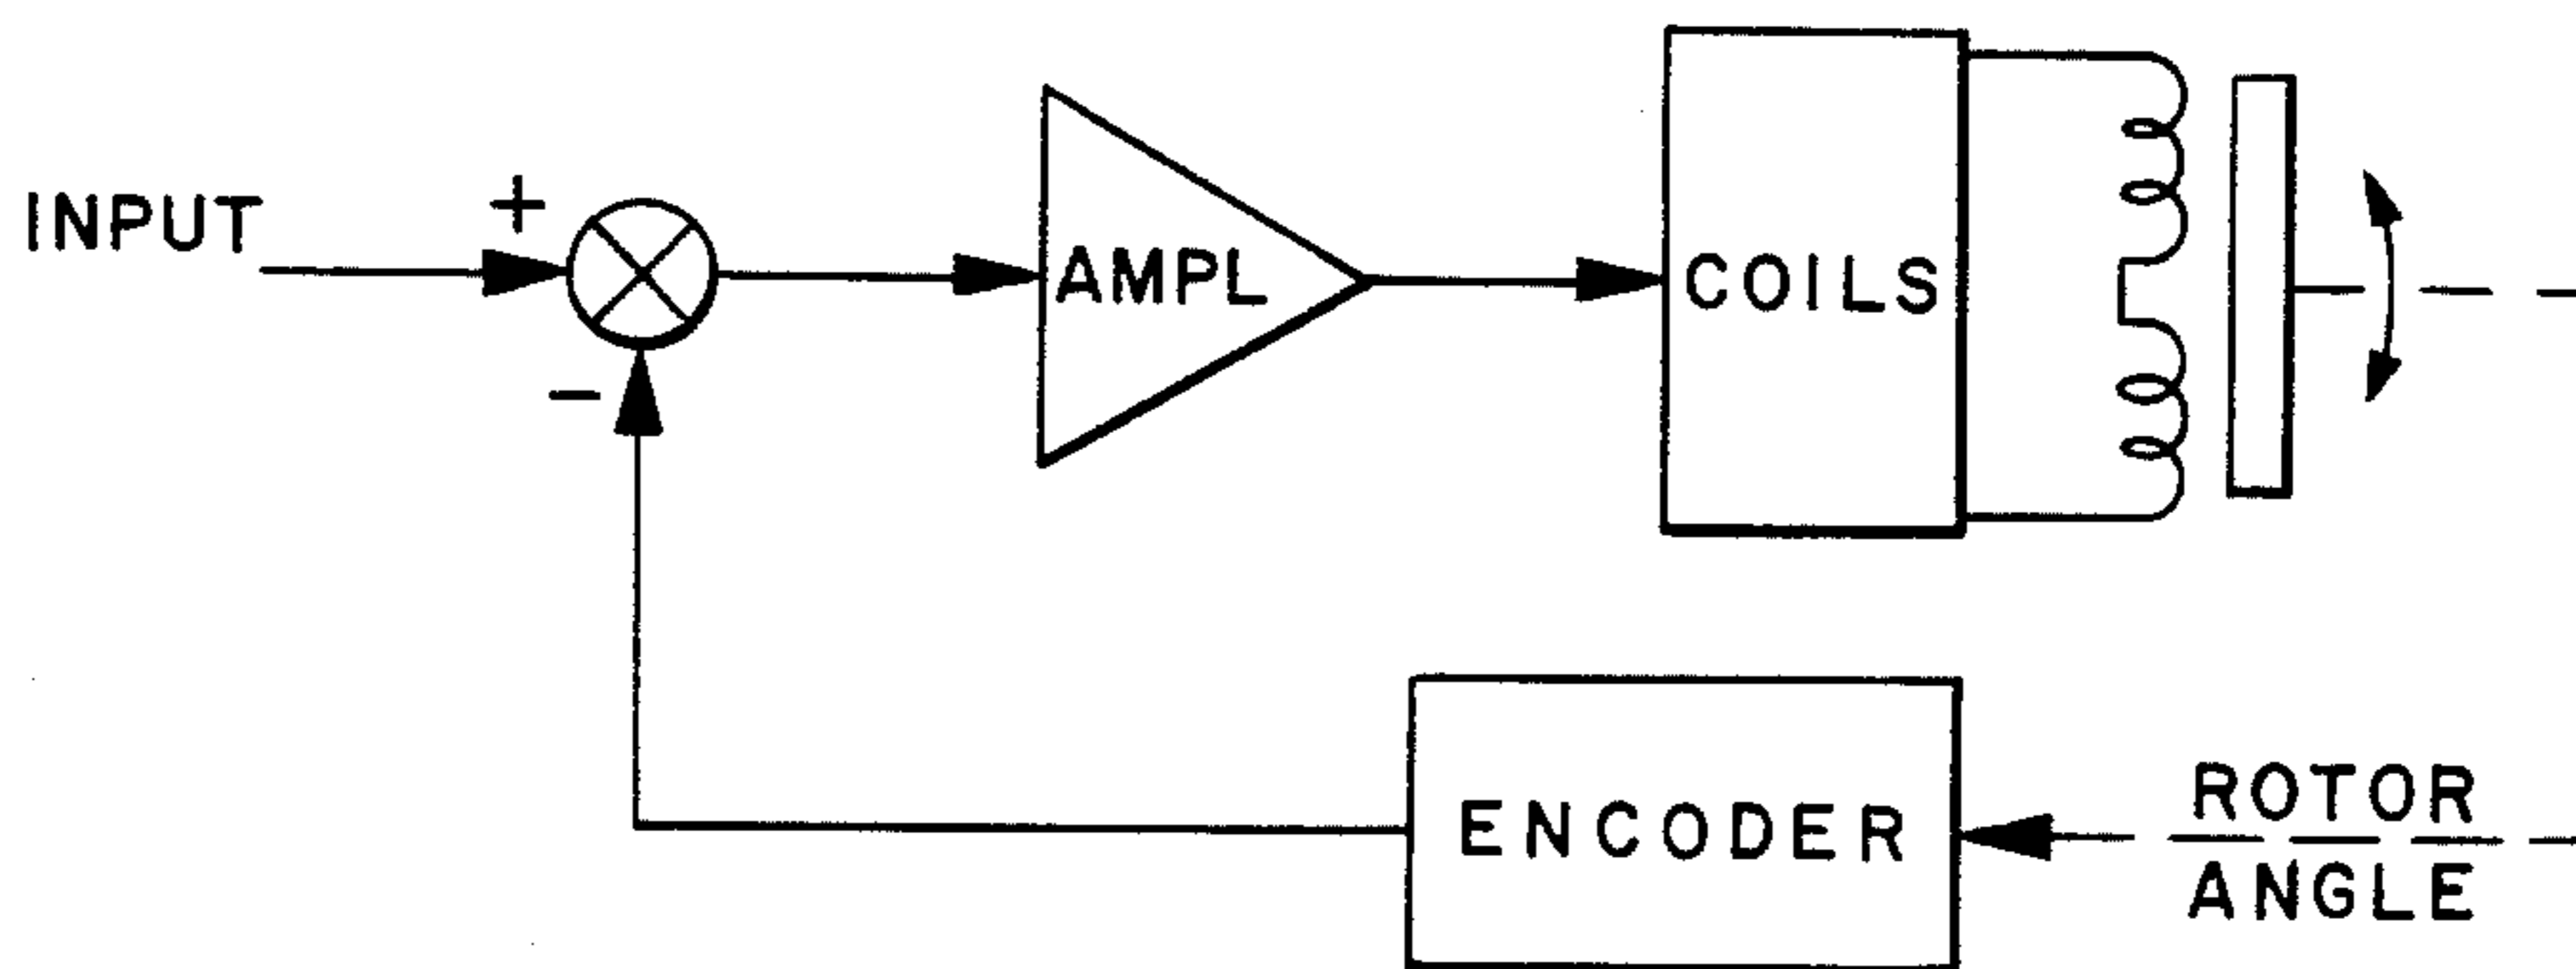 INPUT
+
-
AMPL
COILS
ENCODER
ROTOR
ANGLE